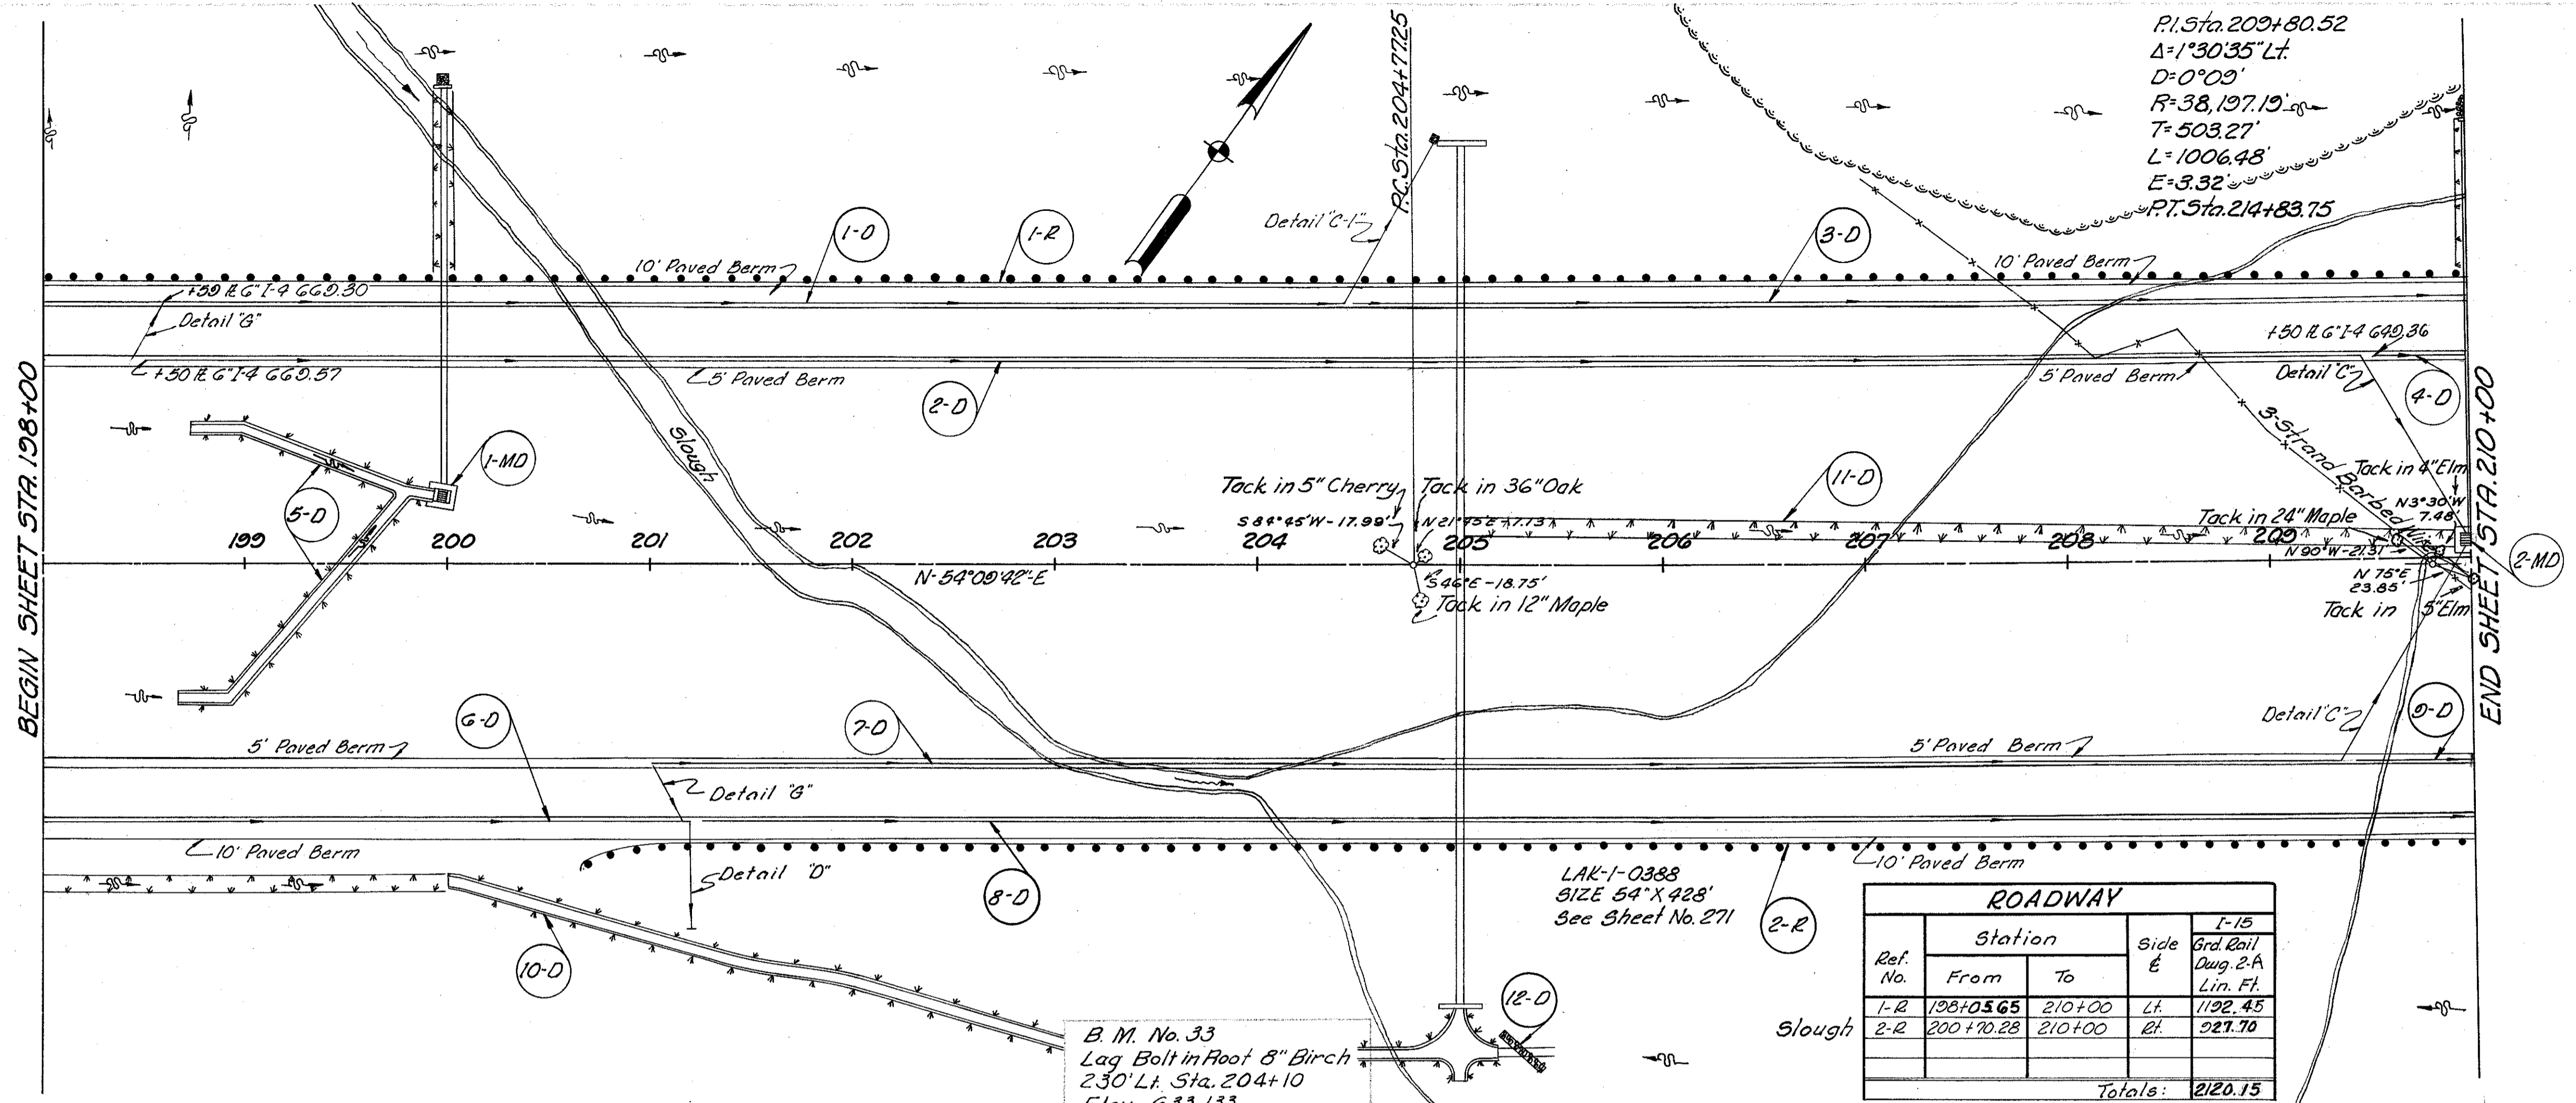 P.I. Sta. 209+80.52
Δ=1°30'35" Lt.
D=0°09'
R=38,197.19'
T=503.27'
L=1006.48'
E=3.32'
P.T. Sta. 214+83.75
P.C. Sta. 204+77.25
Detail "C-1"
1-D
1-R
3-D
10' Paved Berm
10' Paved Berm
+59 ℄ 6" I-4 669.30
Detail "G"
+50 ℄ 6" I-4 669.57
5' Paved Berm
2-D
+50 ℄ 6" I-4 649.36
5' Paved Berm
Detail "C"
4-D
BEGIN SHEET STA. 198+00
END SHEET STA. 210+00
Slough
1-MD
5-D
3-Strand Barbed Wire
Tack in 4" Elm
N3°30'W
7.48'
Tack in 5" Cherry
Tack in 36" Oak
11-D
S 84°45'W-17.99'
N 21°45'E-17.73'
Tack in 24" Maple
199 200 201 202 203 204 205 206 207 208 209
N 90°W-21.31'
2-MD
N-54°09'42"-E
S 46°E-18.75'
N 75°E
23.85'
Tack in 12" Maple
Tack in 5" Elm
6-D
7-D
Detail "C"
9-D
5' Paved Berm
5' Paved Berm
Detail "G"
10' Paved Berm
Detail "D"
8-D
10' Paved Berm
LAK-1-0388
SIZE 54" X 428'
See Sheet No. 271
2-R
10-D
12-D
B. M. No. 33
Lag Bolt in Root 8" Birch
230' Lt. Sta. 204+10
Elev. 633.133
Slough
ROADWAY
Ref. No. Station From To Side ℄ I-15 Grd. Rail Dwg. 2-A Lin. Ft.
1-R 198+05.65 210+00 Lt. 1192.45
2-R 200+70.28 210+00 Rt. 927.70
Totals: 2120.15